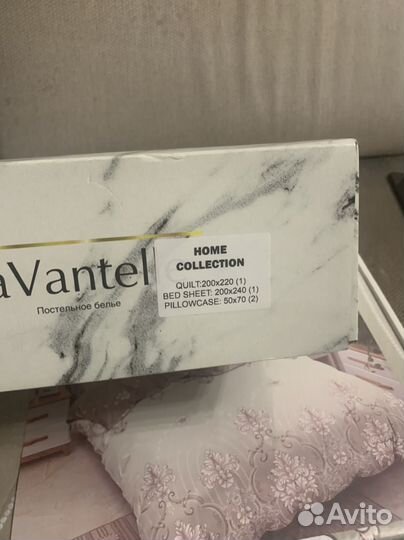 aVantel
Постельное белье
HOME
COLLECTION
QUILT:200x220 (1)
BED SHEET: 200x240 (1)
PILLOWCASE: 50x70 (2)
Avito